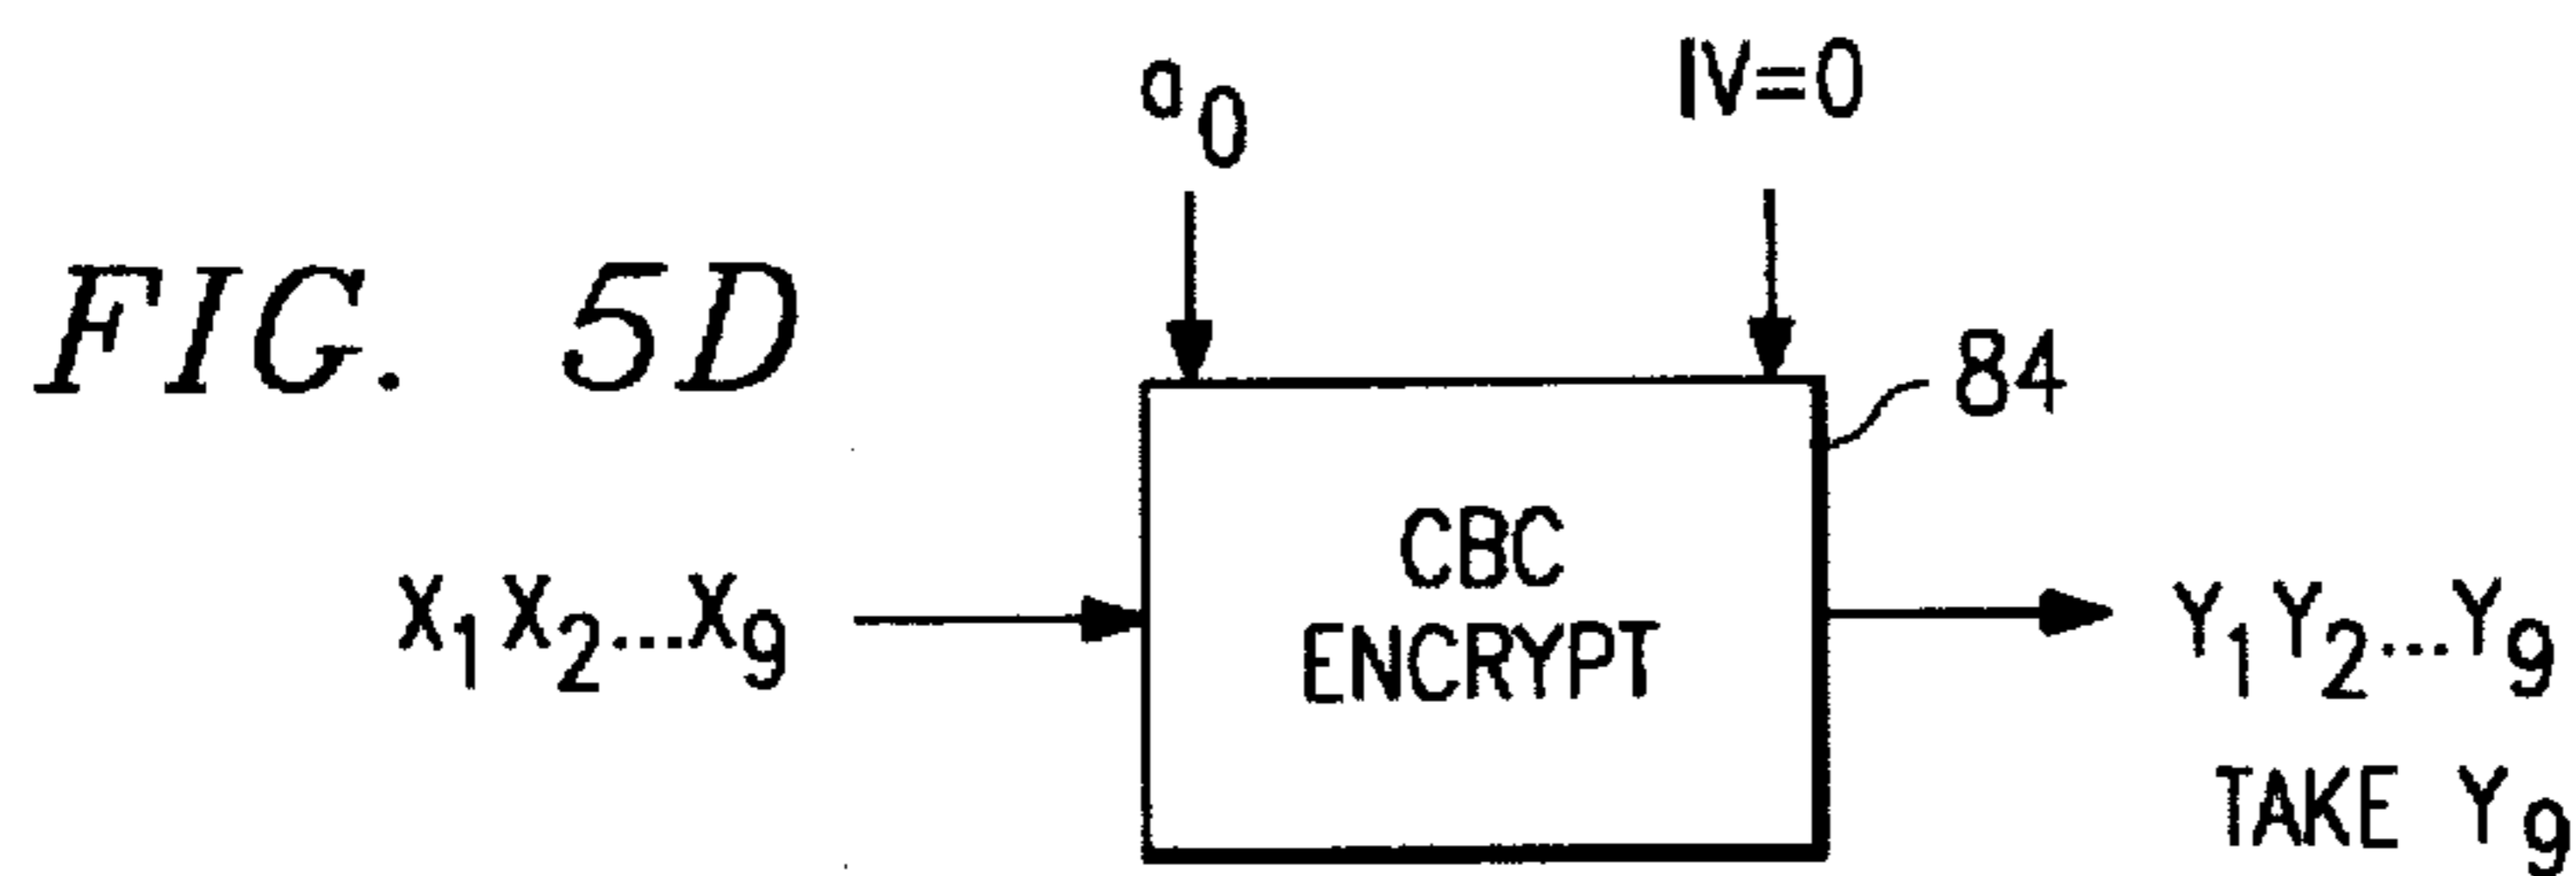 FIG. 5D
a₀
IV=0
84
X₁X₂...X₉
CBC
ENCRYPT
Y₁Y₂...Y₉
TAKE Y₉